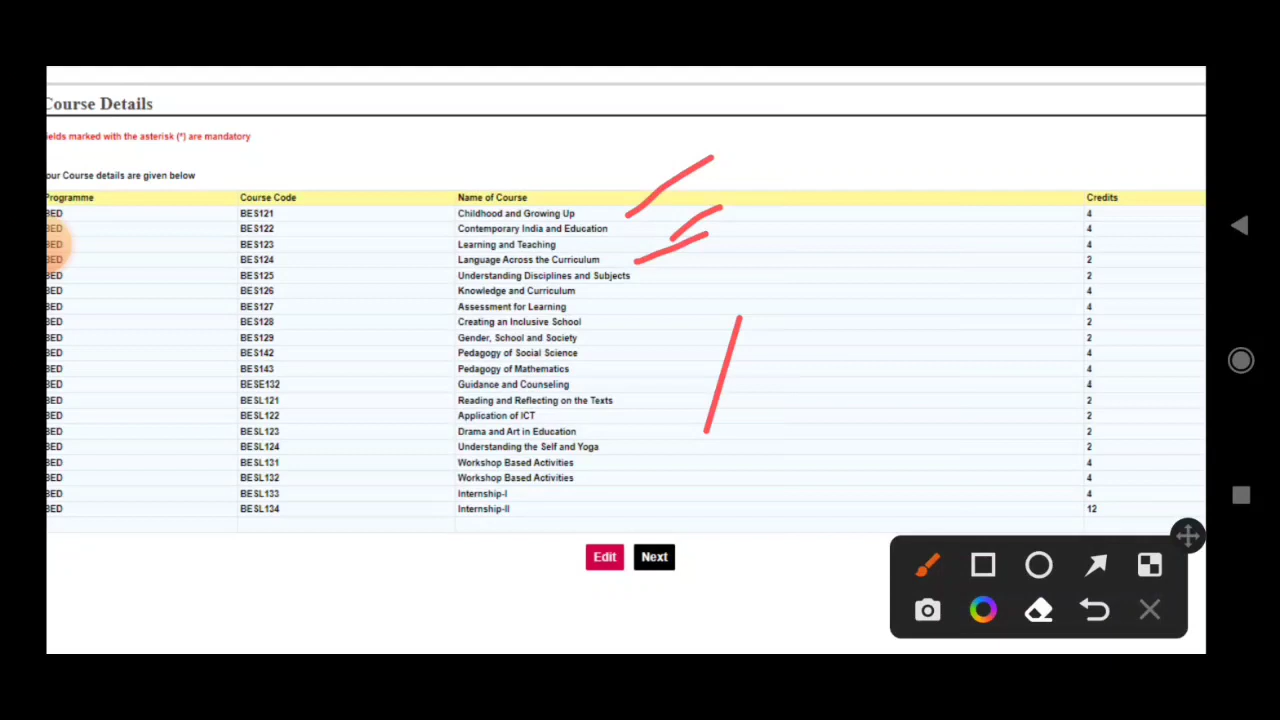 Course Details
ields marked with the asterisk (*) are mandatory
our Course details are given below
Programme Course Code Name of Course Credits
BED BES121 Childhood and Growing Up 4
BED BES122 Contemporary India and Education 4
BED BES123 Learning and Teaching 4
BED BES124 Language Across the Curriculum 2
BED BES125 Understanding Disciplines and Subjects 2
BED BES126 Knowledge and Curriculum 4
BED BES127 Assessment for Learning 4
BED BES128 Creating an Inclusive School 2
BED BES129 Gender, School and Society 2
BED BES142 Pedagogy of Social Science 4
BED BES143 Pedagogy of Mathematics 4
BED BESE132 Guidance and Counseling 4
BED BESL121 Reading and Reflecting on the Texts 2
BED BESL122 Application of ICT 2
BED BESL123 Drama and Art in Education 2
BED BESL124 Understanding the Self and Yoga 2
BED BESL131 Workshop Based Activities 4
BED BESL132 Workshop Based Activities 4
BED BESL133 Internship-I 4
BED BESL134 Internship-II 12
Edit Next